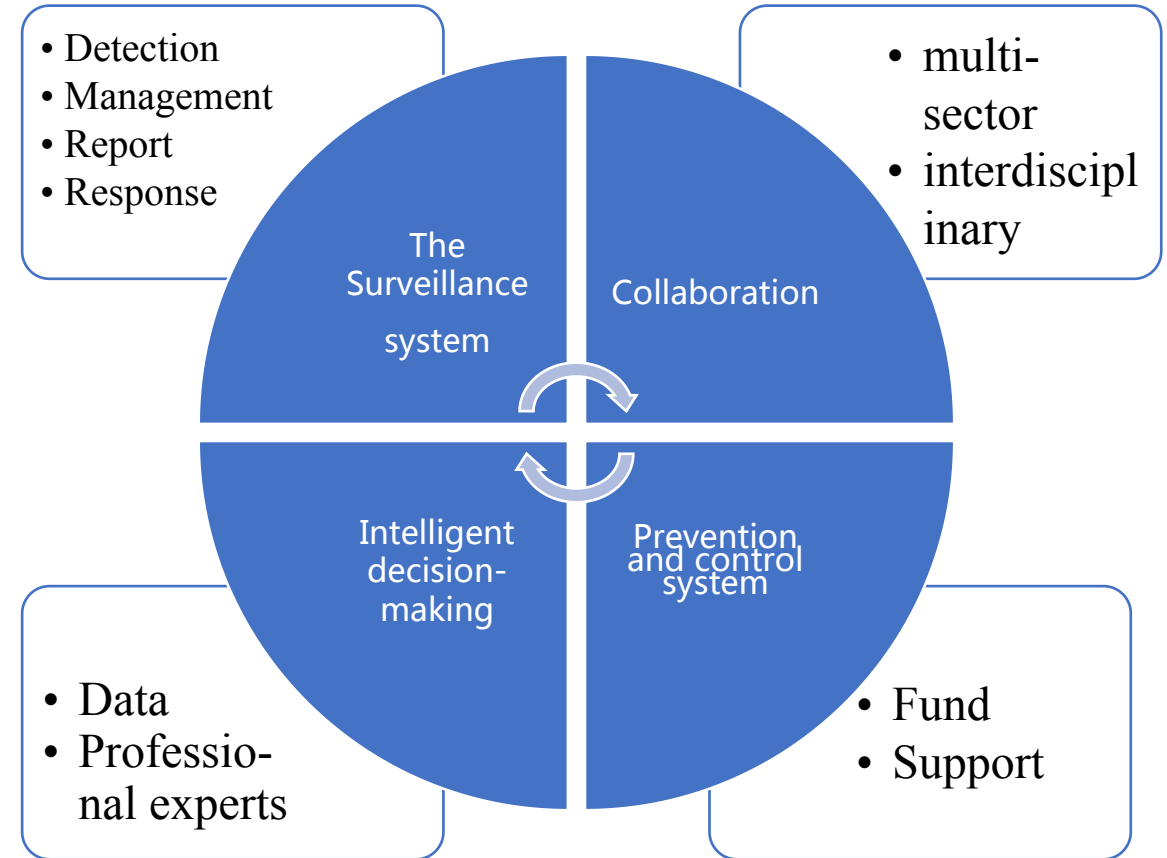 • Detection
• Management
• Report
• Response
• multi-
sector
• interdiscipl
inary
The
Surveillance
system
Collaboration
Intelligent
decision-
making
Prevention
and control
system
• Data
• Professio-
nal experts
• Fund
• Support